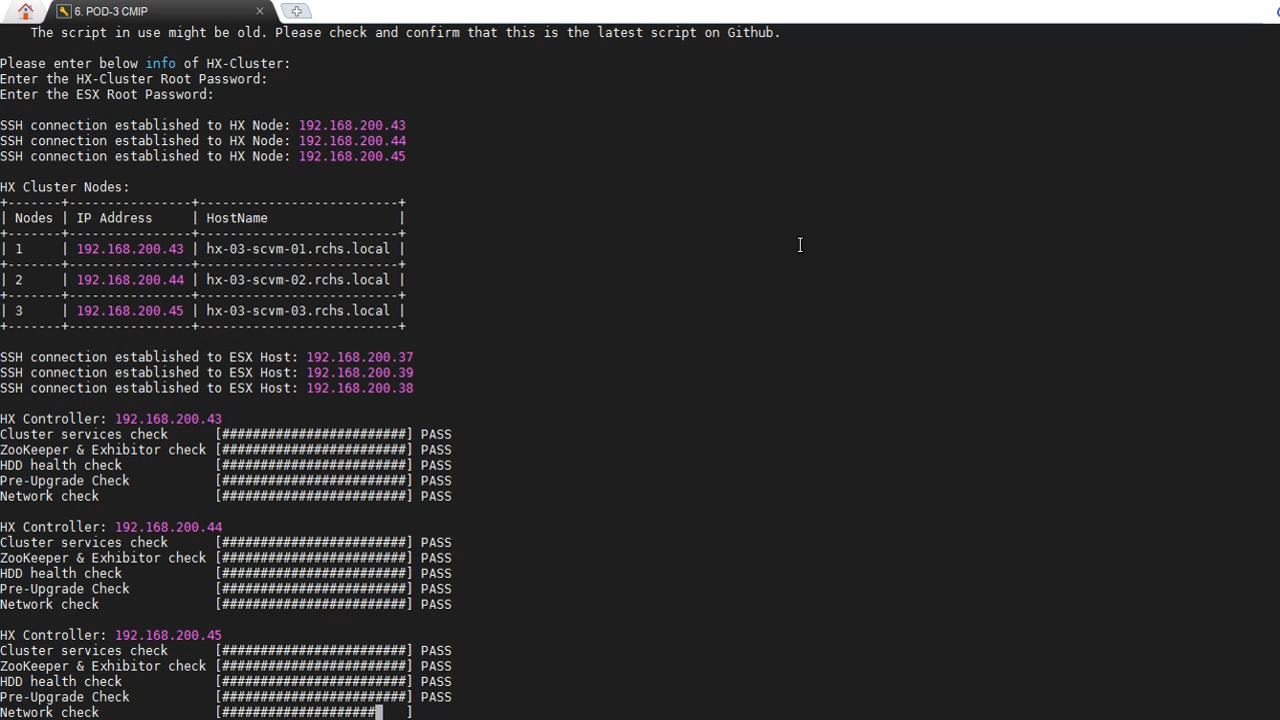 6. POD-3 CMIP
The script in use might be old. Please check and confirm that this is the latest script on Github.
Please enter below info of HX-Cluster:
Enter the HX-Cluster Root Password:
Enter the ESX Root Password:
SSH connection established to HX Node: 192.168.200.43
SSH connection established to HX Node: 192.168.200.44
SSH connection established to HX Node: 192.168.200.45
HX Cluster Nodes:
+-------+----------------+--------------------------+
| Nodes | IP Address     | HostName                 |
+-------+----------------+--------------------------+
| 1     | 192.168.200.43 | hx-03-scvm-01.rchs.local |
+-------+----------------+--------------------------+
| 2     | 192.168.200.44 | hx-03-scvm-02.rchs.local |
+-------+----------------+--------------------------+
| 3     | 192.168.200.45 | hx-03-scvm-03.rchs.local |
+-------+----------------+--------------------------+
SSH connection established to ESX Host: 192.168.200.37
SSH connection established to ESX Host: 192.168.200.39
SSH connection established to ESX Host: 192.168.200.38
HX Controller: 192.168.200.43
Cluster services check      [########################] PASS
ZooKeeper & Exhibitor check [########################] PASS
HDD health check            [########################] PASS
Pre-Upgrade Check           [########################] PASS
Network check               [########################] PASS
HX Controller: 192.168.200.44
Cluster services check      [########################] PASS
ZooKeeper & Exhibitor check [########################] PASS
HDD health check            [########################] PASS
Pre-Upgrade Check           [########################] PASS
Network check               [########################] PASS
HX Controller: 192.168.200.45
Cluster services check      [########################] PASS
ZooKeeper & Exhibitor check [########################] PASS
HDD health check            [########################] PASS
Pre-Upgrade Check           [########################] PASS
Network check               [####################    ]